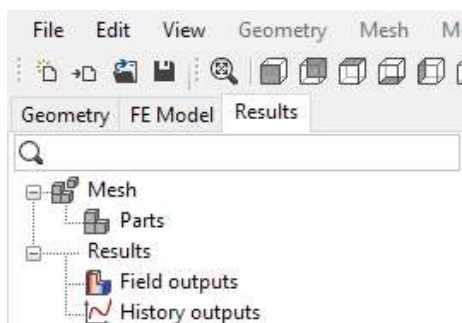 File Edit View Geometry Mesh M
Geometry FE Model Results
Mesh
Parts
Results
Field outputs
History outputs